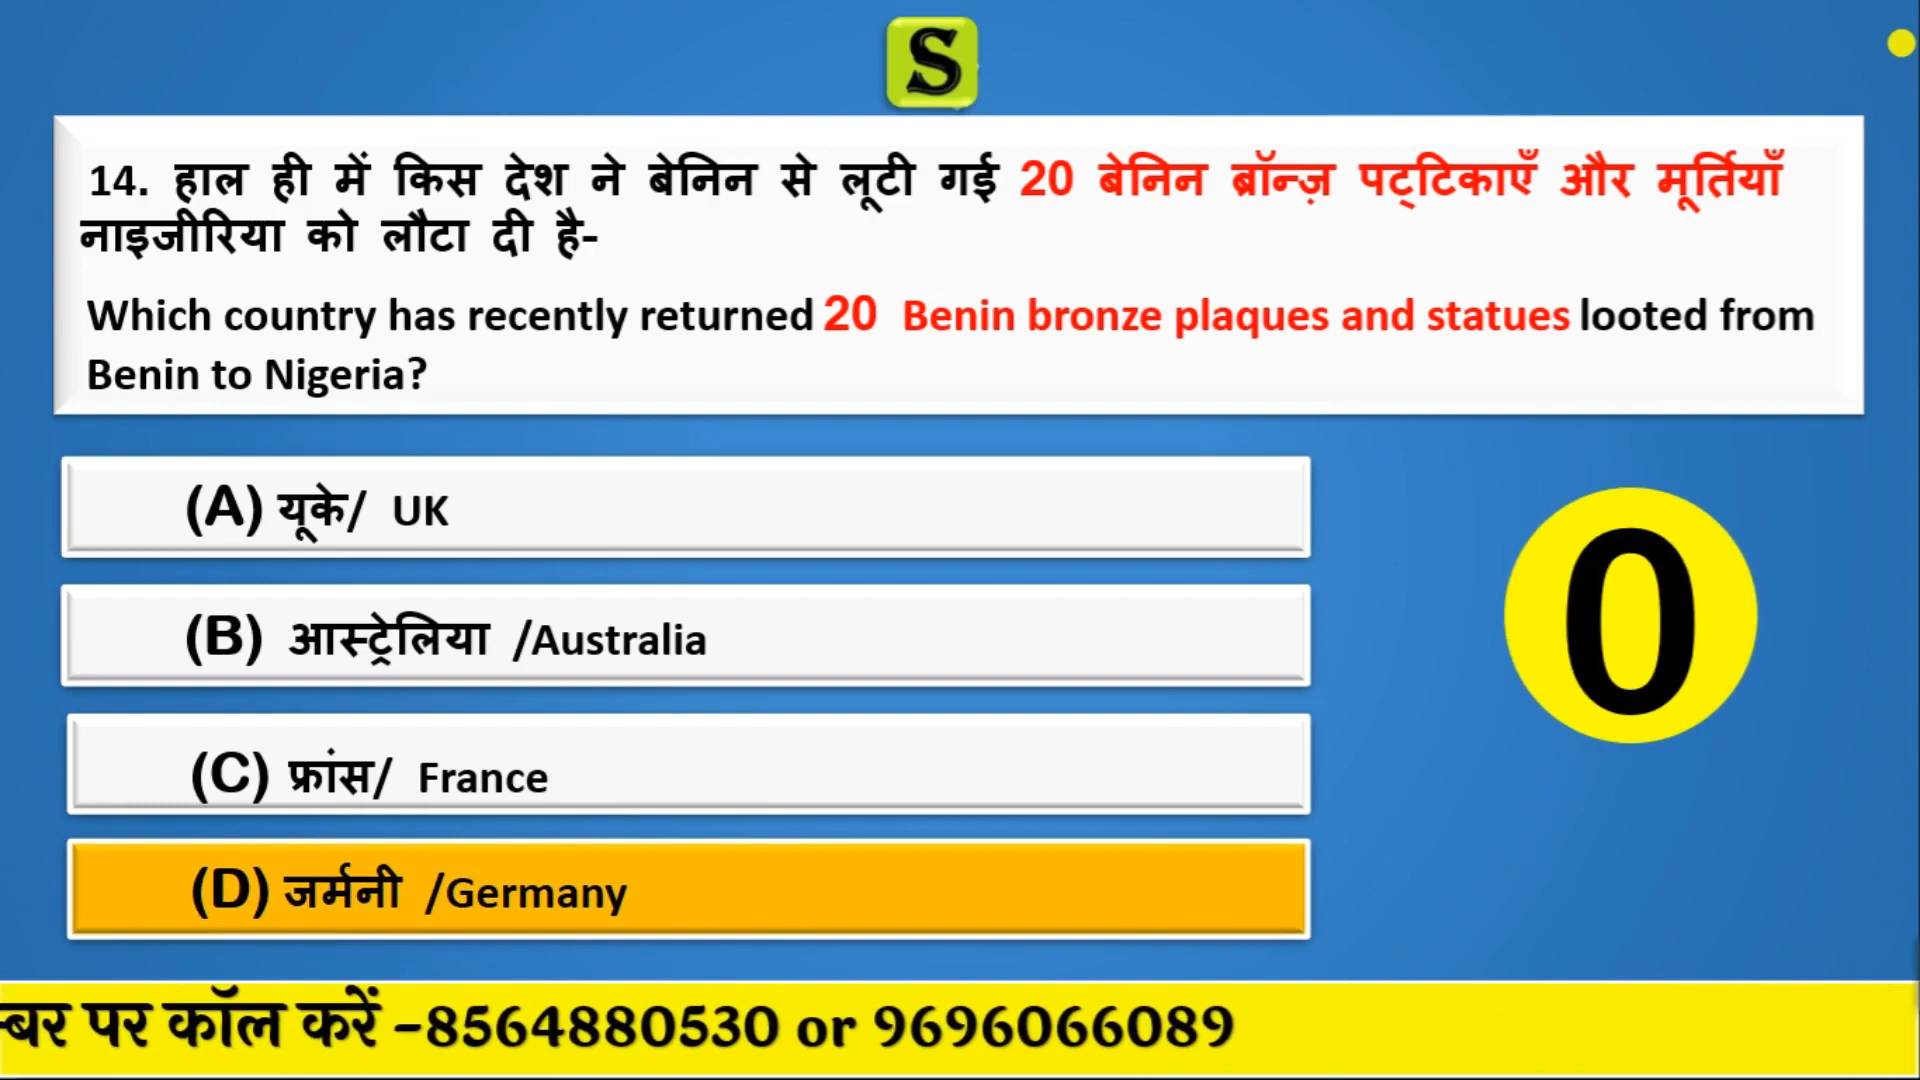 S
14. हाल ही में किस देश ने बेनिन से लूटी गई 20 बेनिन ब्रॉन्ज़ पट्टिकाएँ और मूर्तियाँ
नाइजीरिया को लौटा दी है-
Which country has recently returned 20 Benin bronze plaques and statues looted from
Benin to Nigeria?
(A) यूके/ UK
(B) आस्ट्रेलिया /Australia
(C) फ्रांस/ France
(D) जर्मनी /Germany
0
पर कॉल करें -8564880530 or 9696066089